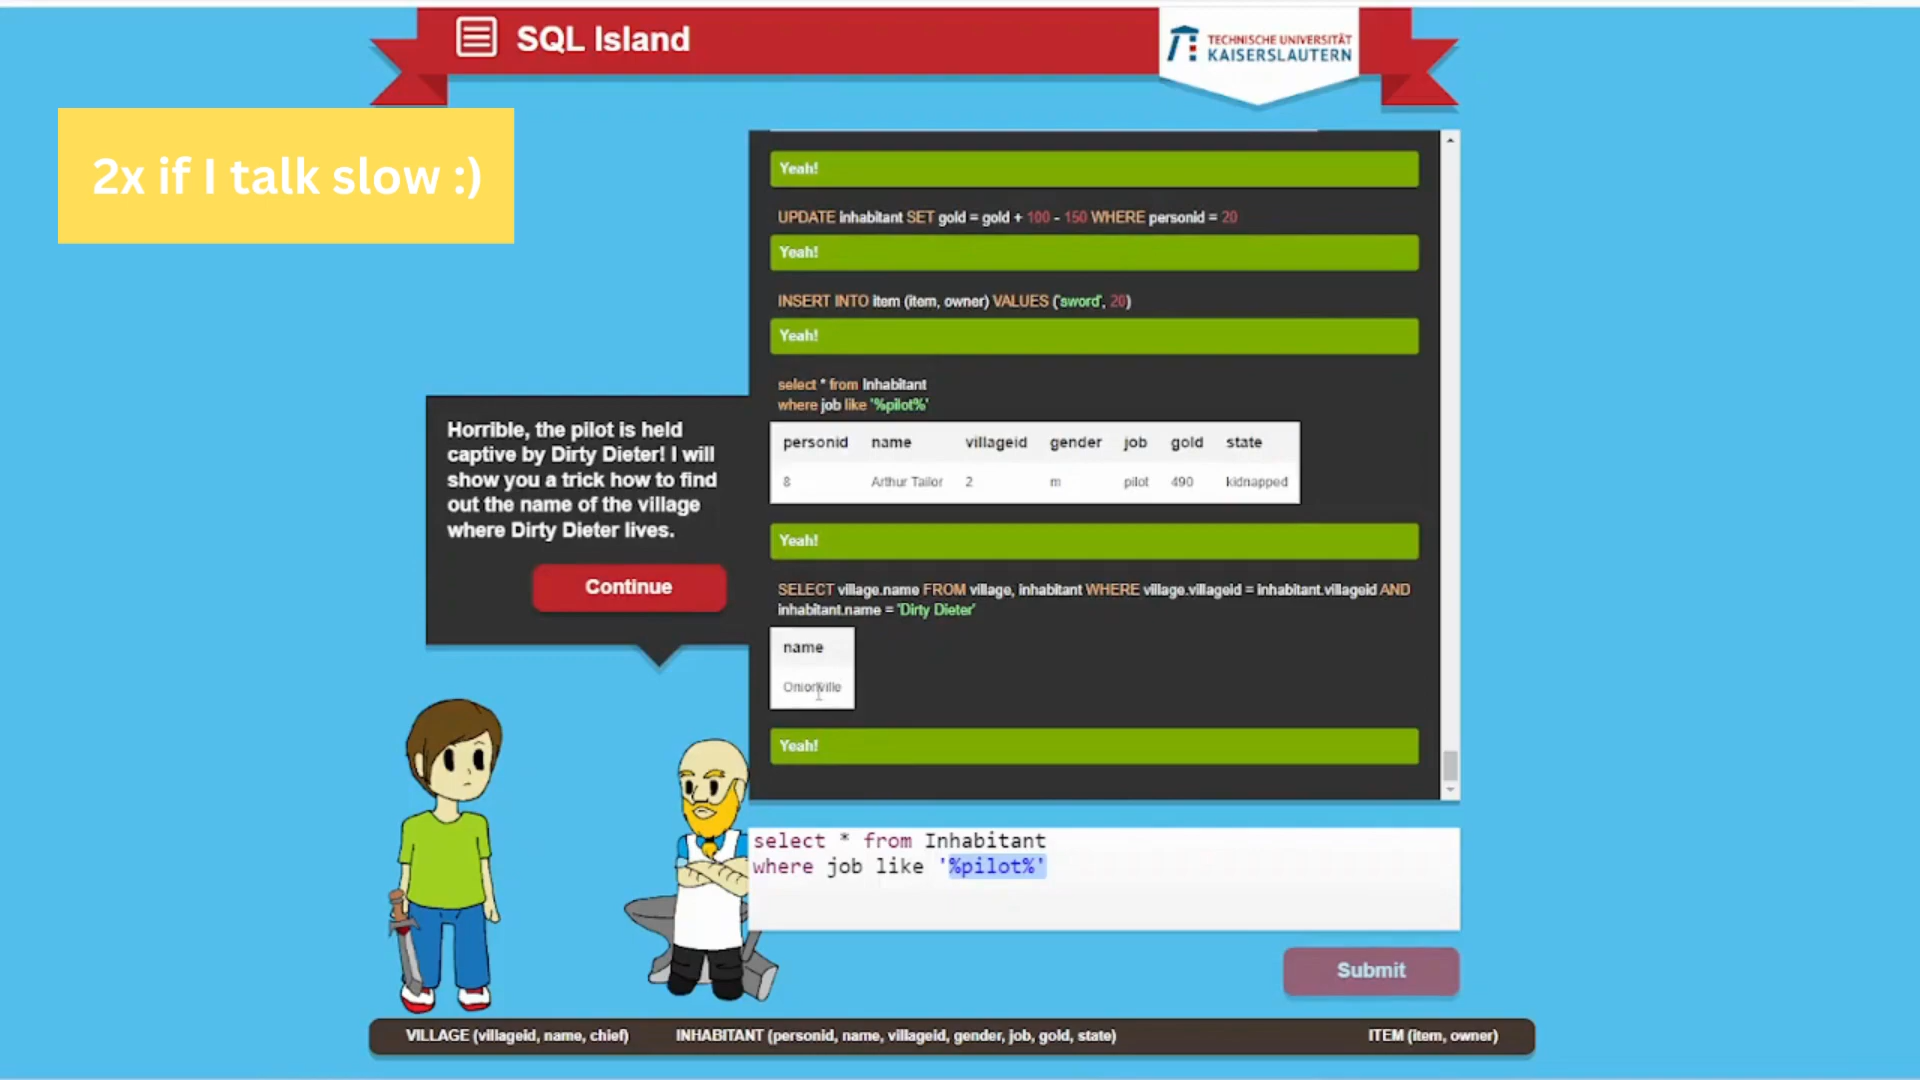 SQL Island
TECHNISCHE UNIVERSITÄT
KAISERSLAUTERN
2x if I talk slow :)
Yeah!
UPDATE inhabitant SET gold = gold + 100 - 150 WHERE personid = 20
Yeah!
INSERT INTO item (item, owner) VALUES ('sword', 20)
Yeah!
select * from Inhabitant
where job like '%pilot%'
personid name villageid gender job gold state
8 Arthur Tailor 2 m pilot 490 kidnapped
Yeah!
SELECT village.name FROM village, inhabitant WHERE village.villageid = inhabitant.villageid AND
inhabitant.name = 'Dirty Dieter'
name
Onionville
Yeah!
Horrible, the pilot is held
captive by Dirty Dieter! I will
show you a trick how to find
out the name of the village
where Dirty Dieter lives.
Continue
select * from Inhabitant
where job like '%pilot%'
Submit
VILLAGE (villageid, name, chief) INHABITANT (personid, name, villageid, gender, job, gold, state) ITEM (item, owner)